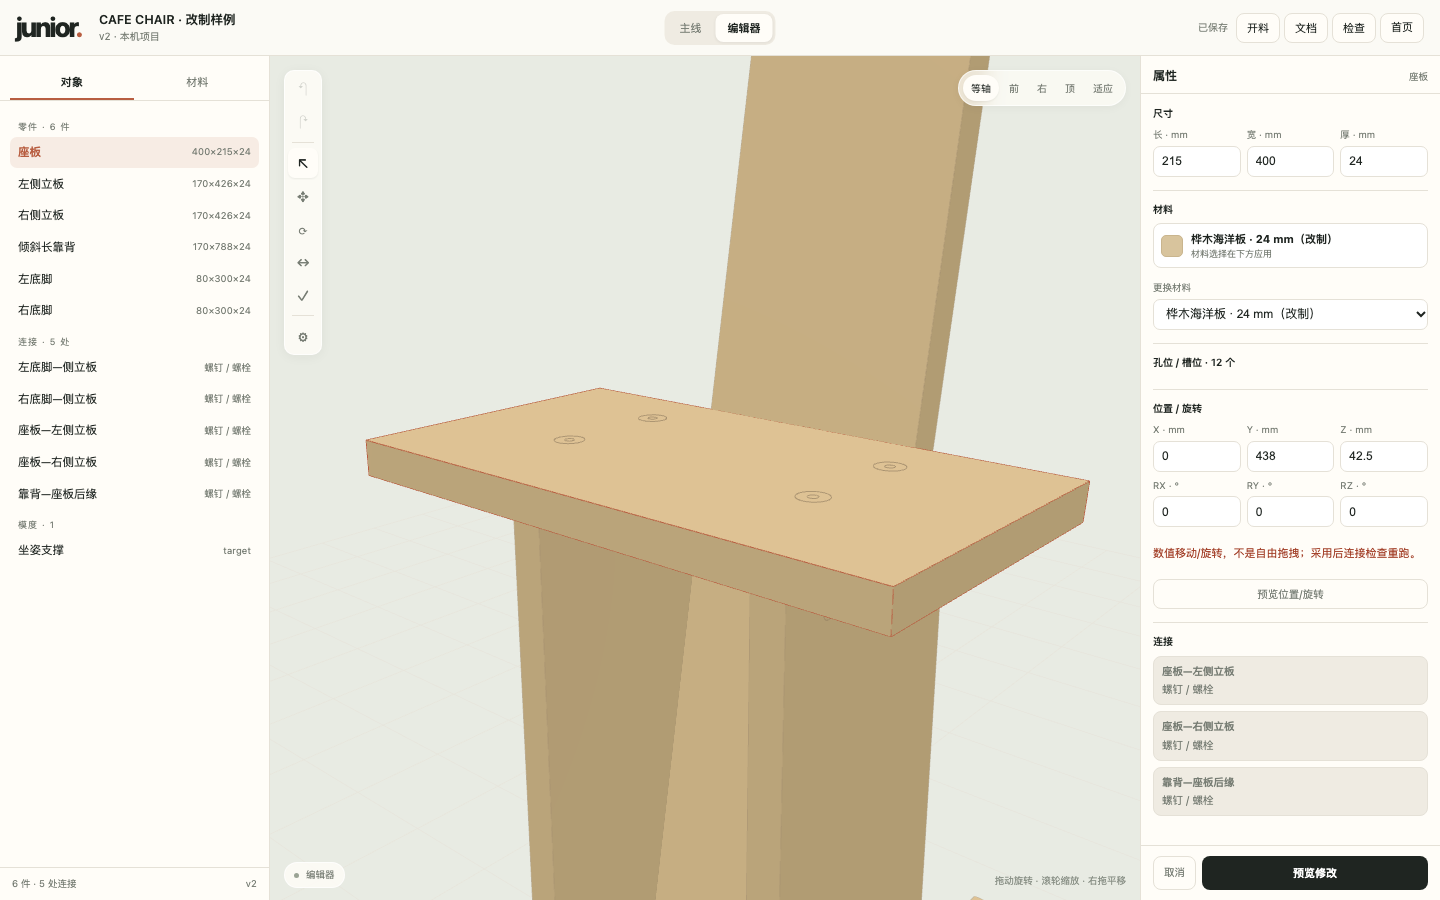 junior.
CAFE CHAIR · 改制样例
v2 · 本机项目
主线
编辑器
已保存
开料
文档
检查
首页
对象
材料
零件 · 6 件
座板 400×215×24
左侧立板 170×426×24
右侧立板 170×426×24
倾斜长靠背 170×788×24
左底脚 80×300×24
右底脚 80×300×24
连接 · 5 处
左底脚—侧立板 螺钉 / 螺栓
右底脚—侧立板 螺钉 / 螺栓
座板—左侧立板 螺钉 / 螺栓
座板—右侧立板 螺钉 / 螺栓
靠背—座板后缘 螺钉 / 螺栓
模度 · 1
坐姿支撑 target
6 件 · 5 处连接 v2
等轴 前 右 顶 适应
编辑器
拖动旋转 · 滚轮缩放 · 右拖平移
属性 座板
尺寸
长 · mm 宽 · mm 厚 · mm
215 400 24
材料
桦木海洋板 · 24 mm（改制）
材料选择在下方应用
更换材料
桦木海洋板 · 24 mm（改制）
孔位 / 槽位 · 12 个
位置 / 旋转
X · mm Y · mm Z · mm
0 438 42.5
RX · ° RY · ° RZ · °
0 0 0
数值移动/旋转，不是自由拖拽；采用后连接检查重跑。
预览位置/旋转
连接
座板—左侧立板
螺钉 / 螺栓
座板—右侧立板
螺钉 / 螺栓
靠背—座板后缘
螺钉 / 螺栓
取消
预览修改